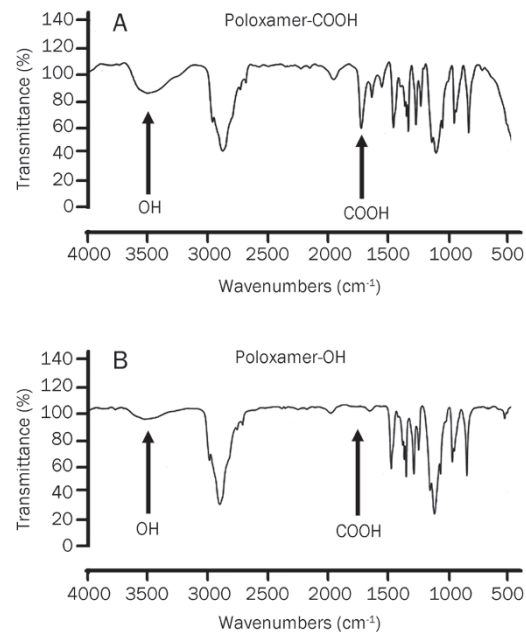 A
Poloxamer-COOH
Transmittance (%)
140
120
100
80
60
40
20
0
OH
COOH
4000 3500 3000 2500 2000 1500 1000 500
Wavenumbers (cm⁻¹)
B
Poloxamer-OH
Transmittance (%)
140
120
100
80
60
40
20
0
OH
COOH
4000 3500 3000 2500 2000 1500 1000 500
Wavenumbers (cm⁻¹)